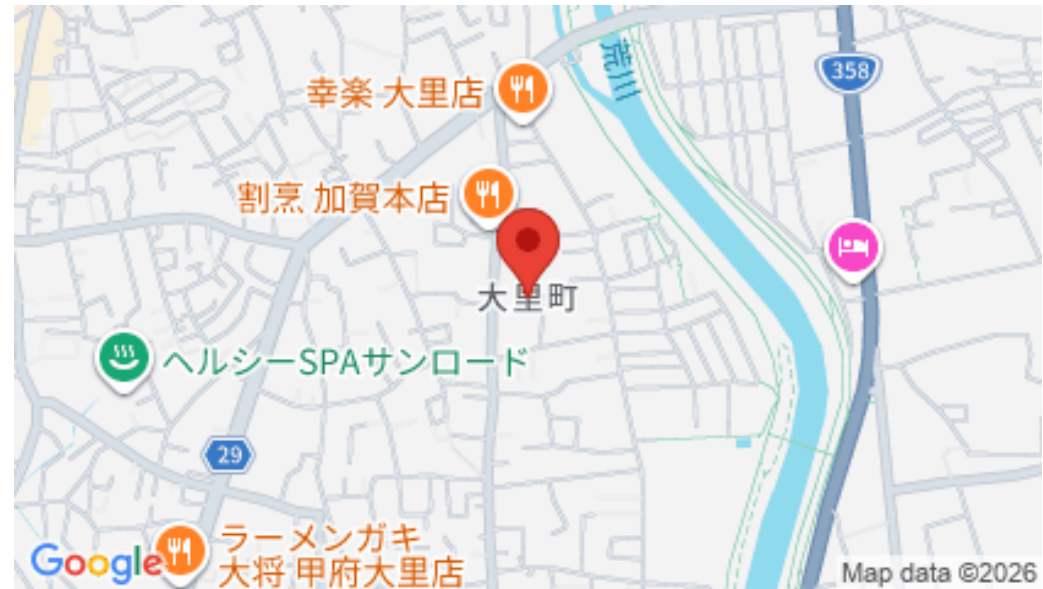 荒川
358
幸楽 大里店
割烹 加賀本店
大里町
ヘルシーSPAサンロード
29
ラーメンガキ
大将 甲府大里店
Google
Map data ©2026